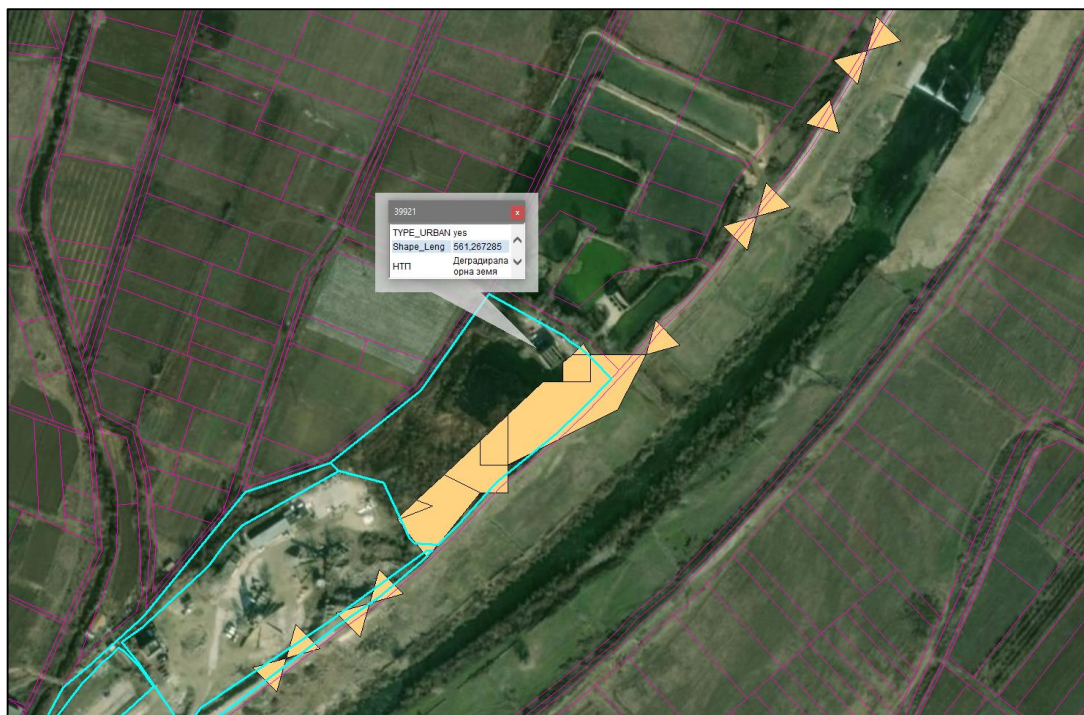 39921
x
TYPE_URBAN yes
Shape_Leng 561,267285
НТП Деградирала
орна земя